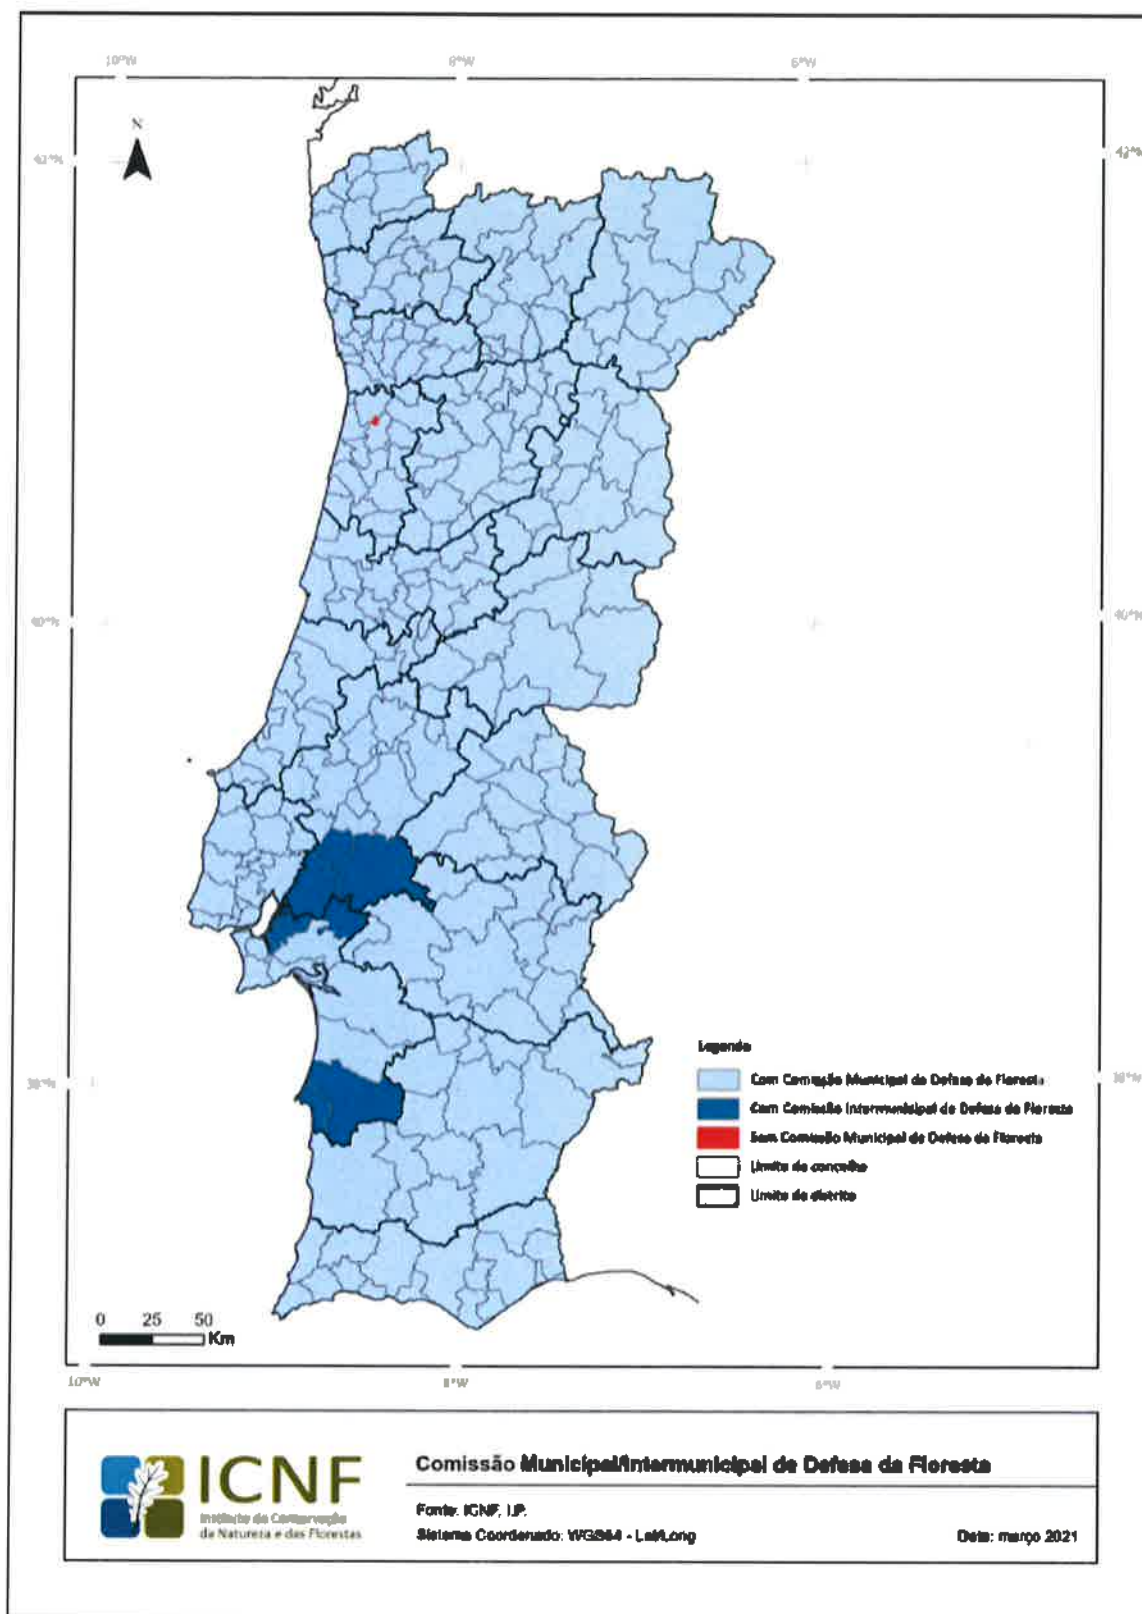 10°W 8°W 6°W
N
42°N 42°N
40°N 40°N
38°N 38°N
Legenda
Com Comissão Municipal de Defesa da Floresta
Com Comissão Intermunicipal de Defesa da Floresta
Sem Comissão Municipal de Defesa da Floresta
Limite de concelho
Limite de distrito
0 25 50
Km
10°W 8°W 6°W
ICNF
Instituto da Conservação
da Natureza e das Florestas
Comissão Municipal/Intermunicipal de Defesa da Floresta
Fonte: ICNF, I.P.
Sistema Coordenado: WGS84 - Lat/Long
Data: março 2021